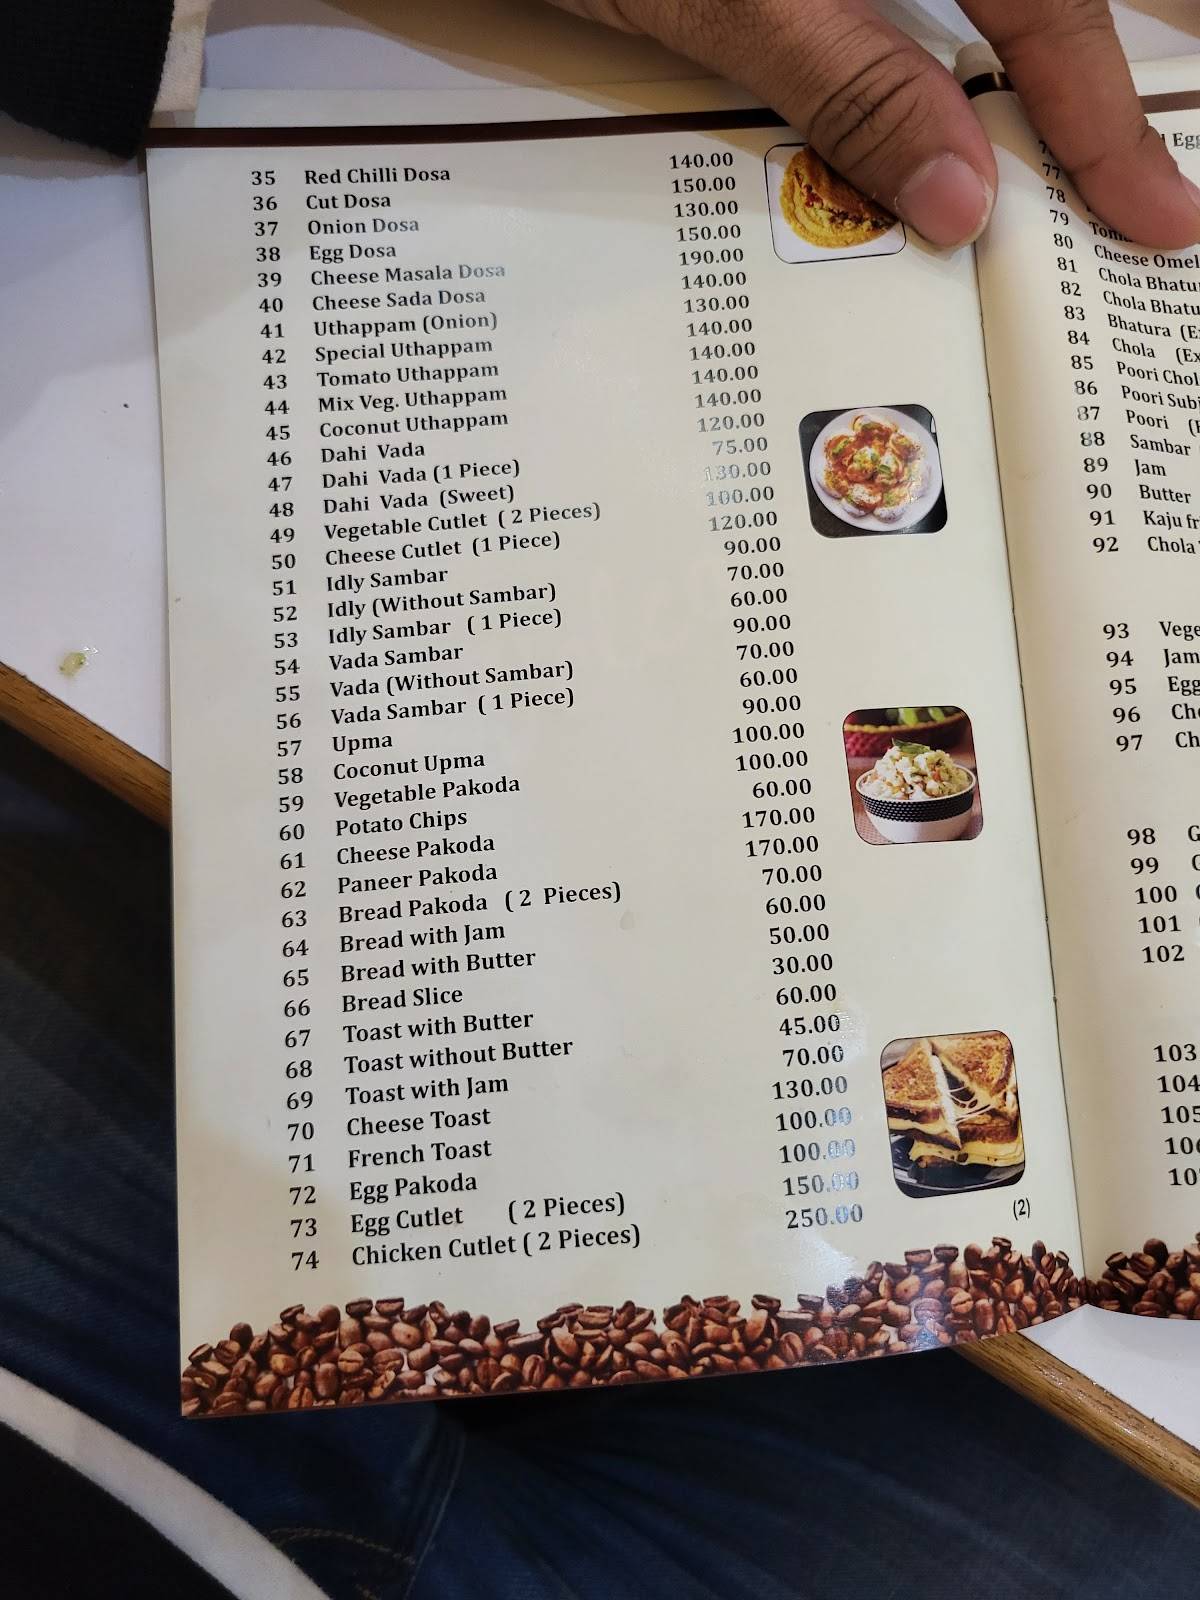 35 Red Chilli Dosa 140.00
36 Cut Dosa 150.00
37 Onion Dosa 130.00
38 Egg Dosa 150.00
39 Cheese Masala Dosa 190.00
40 Cheese Sada Dosa 140.00
41 Uthappam (Onion) 130.00
42 Special Uthappam 140.00
43 Tomato Uthappam 140.00
44 Mix Veg. Uthappam 140.00
45 Coconut Uthappam 140.00
46 Dahi Vada 120.00
47 Dahi Vada (1 Piece) 75.00
48 Dahi Vada (Sweet) 130.00
49 Vegetable Cutlet ( 2 Pieces) 100.00
50 Cheese Cutlet (1 Piece) 120.00
51 Idly Sambar 90.00
52 Idly (Without Sambar) 70.00
53 Idly Sambar ( 1 Piece) 60.00
54 Vada Sambar 90.00
55 Vada (Without Sambar) 70.00
56 Vada Sambar ( 1 Piece) 60.00
57 Upma 90.00
58 Coconut Upma 100.00
59 Vegetable Pakoda 100.00
60 Potato Chips 60.00
61 Cheese Pakoda 170.00
62 Paneer Pakoda 170.00
63 Bread Pakoda ( 2 Pieces) 70.00
64 Bread with Jam 60.00
65 Bread with Butter 50.00
66 Bread Slice 30.00
67 Toast with Butter 60.00
68 Toast without Butter 45.00
69 Toast with Jam 70.00
70 Cheese Toast 130.00
71 French Toast 100.00
72 Egg Pakoda 100.00
73 Egg Cutlet ( 2 Pieces) 150.00
74 Chicken Cutlet ( 2 Pieces) 250.00
(2)
Egg
77
78
79
80 Cheese Omel
81 Chola Bhatu
82 Chola Bhatu
83 Bhatura (E
84 Chola (Ex
85 Poori Chol
86 Poori Subj
87 Poori
88 Sambar
89 Jam
90 Butter
91 Kaju fr
92 Chola
93 Vege
94 Jam
95 Egg
96 Che
97 Ch
98
99
100
101
102
103
104
105
106